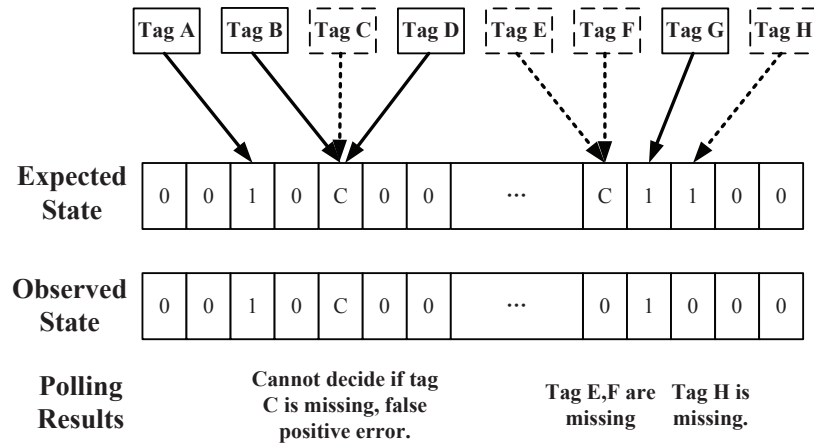 Tag A Tag B Tag C Tag D Tag E Tag F Tag G Tag H
Expected
State
0 0 1 0 C 0 0 ... C 1 1 0 0
Observed
State
0 0 1 0 C 0 0 ... 0 1 0 0 0
Polling
Results
Cannot decide if tag
C is missing, false
positive error.
Tag E,F are
missing
Tag H is
missing.